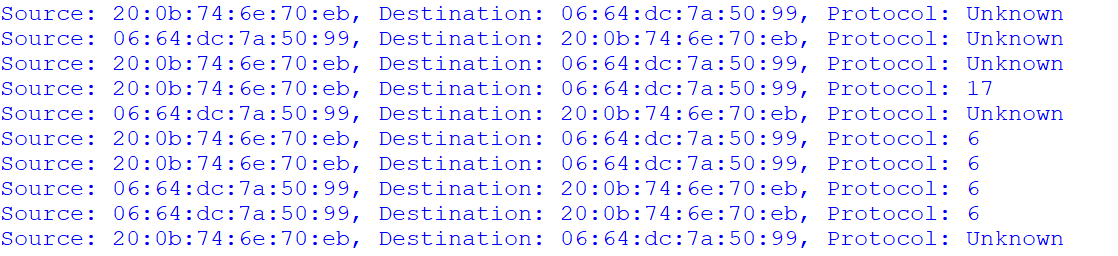 Source: 20:0b:74:6e:70:eb, Destination: 06:64:dc:7a:50:99, Protocol: Unknown
Source: 06:64:dc:7a:50:99, Destination: 20:0b:74:6e:70:eb, Protocol: Unknown
Source: 20:0b:74:6e:70:eb, Destination: 06:64:dc:7a:50:99, Protocol: Unknown
Source: 20:0b:74:6e:70:eb, Destination: 06:64:dc:7a:50:99, Protocol: 17
Source: 06:64:dc:7a:50:99, Destination: 20:0b:74:6e:70:eb, Protocol: Unknown
Source: 20:0b:74:6e:70:eb, Destination: 06:64:dc:7a:50:99, Protocol: 6
Source: 20:0b:74:6e:70:eb, Destination: 06:64:dc:7a:50:99, Protocol: 6
Source: 06:64:dc:7a:50:99, Destination: 20:0b:74:6e:70:eb, Protocol: 6
Source: 06:64:dc:7a:50:99, Destination: 20:0b:74:6e:70:eb, Protocol: 6
Source: 20:0b:74:6e:70:eb, Destination: 06:64:dc:7a:50:99, Protocol: Unknown